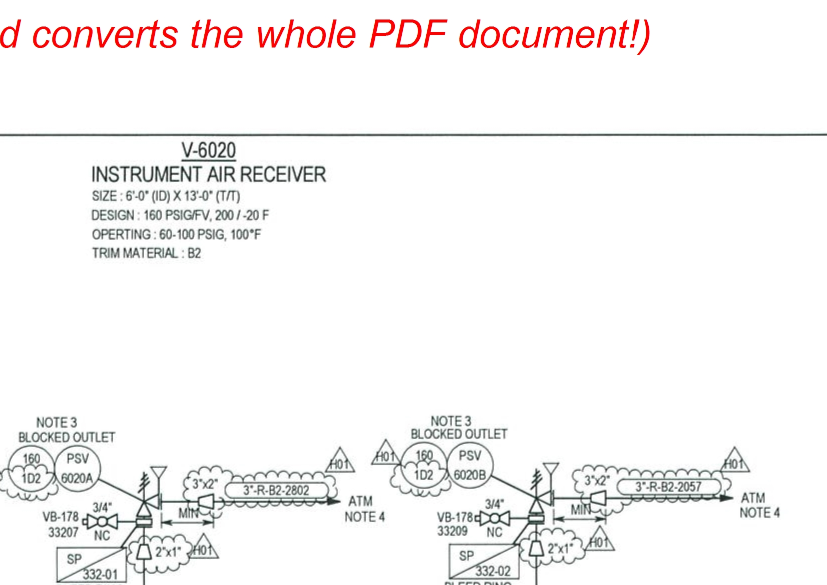 d converts the whole PDF document!)
V-6020
INSTRUMENT AIR RECEIVER
SIZE : 6'-0" (ID) X 13'-0" (T/T)
DESIGN : 160 PSIG/FV, 200 / -20 F
OPERTING : 60-100 PSIG, 100°F
TRIM MATERIAL : B2
NOTE 3
BLOCKED OUTLET
160
1D2
PSV
6020A
H01
3"x2"
3"-R-B2-2802
ATM
NOTE 4
MIN
3/4"
VB-178
33207
NC
2"x1"
H01
SP
332-01
NOTE 3
BLOCKED OUTLET
H01
160
1D2
PSV
6020B
H01
3"x2"
3"-R-B2-2057
ATM
NOTE 4
MIN
3/4"
VB-178
33209
NC
2"x1"
H01
SP
332-02
BLEED RING